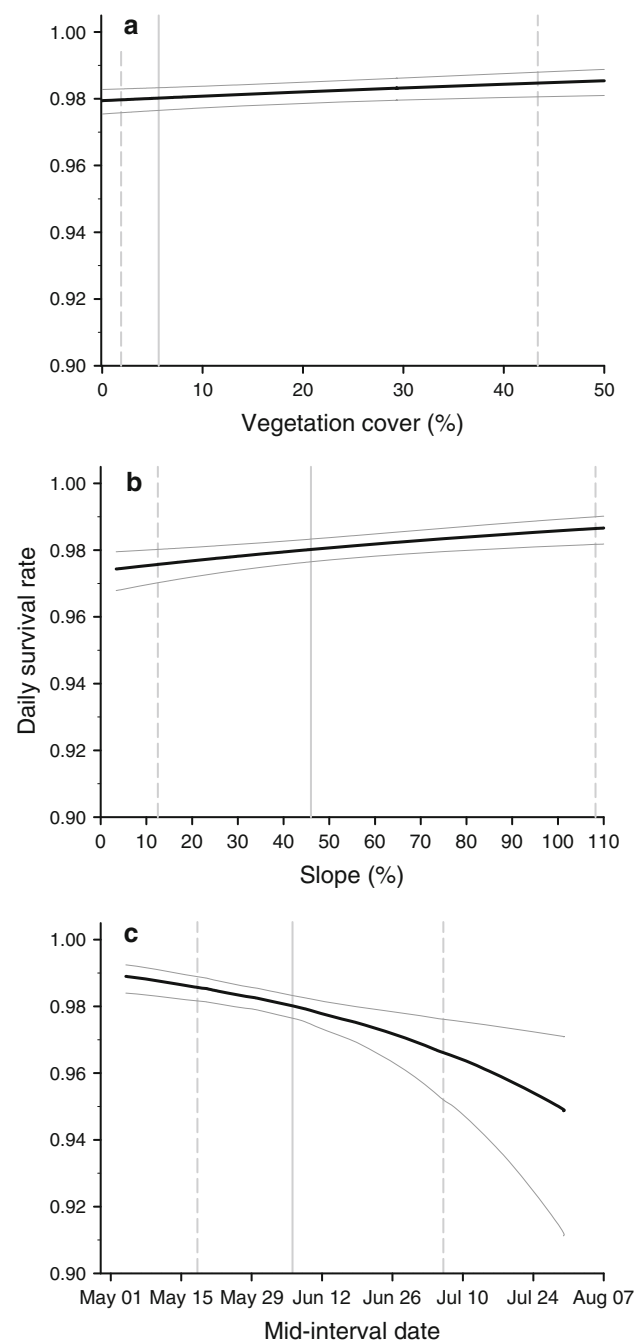 a
1.00
0.98
0.96
0.94
0.92
0.90
0 10 20 30 40 50
Vegetation cover (%)
b
1.00
0.98
0.96
0.94
0.92
0.90
0 10 20 30 40 50 60 70 80 90 100 110
Slope (%)
Daily survival rate
c
1.00
0.98
0.96
0.94
0.92
0.90
May 01 May 15 May 29 Jun 12 Jun 26 Jul 10 Jul 24 Aug 07
Mid-interval date